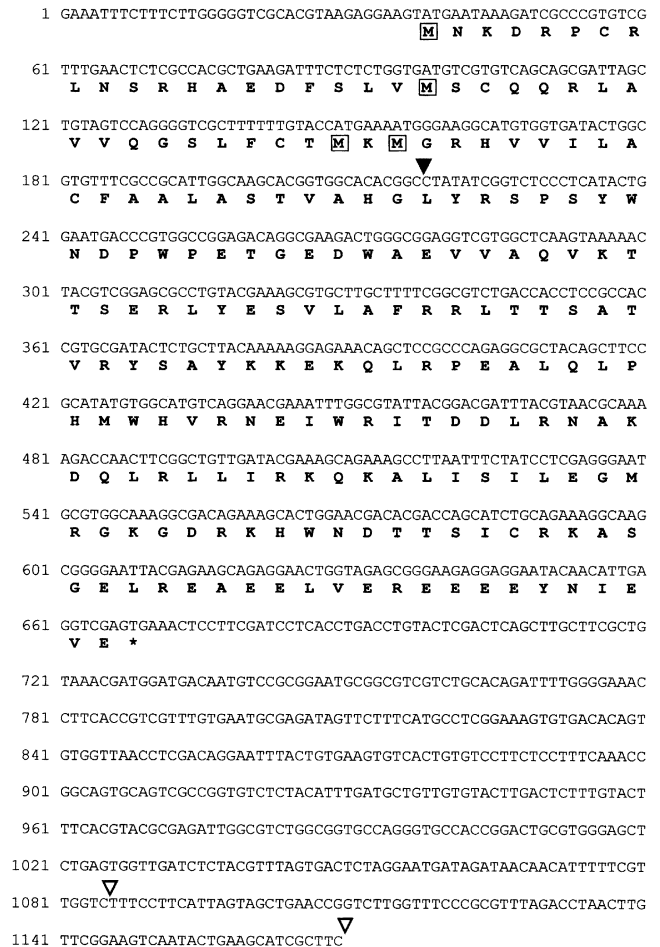 1 GAAATTTCTTTCTTGGGGGTCGCACGTAAGAGGAAGTATGAATAAAGATCGCCCGTGTCG
M N K D R P C R
61 TTTGAACTCTCGCCACGCTGAAGATTTCTCTCTGGTGATGTCGTGTCAGCAGCGATTAGC
L N S R H A E D F S L V M S C Q Q R L A
121 TGTAGTCCAGGGGTCGCTTTTTTGTACCATGAAAATGGGAAGGCATGTGGTGATACTGGC
V V Q G S L F C T M K M G R H V V I L A
181 GTGTTTCGCCGCATTGGCAAGCACGGTGGCACACGGCCTATATCGGTCTCCCTCATACTG
C F A A L A S T V A H G L Y R S P S Y W
241 GAATGACCCGTGGCCGGAGACAGGCGAAGACTGGGCGGAGGTCGTGGCTCAAGTAAAAAC
N D P W P E T G E D W A E V V A Q V K T
301 TACGTCGGAGCGCCTGTACGAAAGCGTGCTTGCTTTTCGGCGTCTGACCACCTCCGCCAC
T S E R L Y E S V L A F R R L T T S A T
361 CGTGCGATACTCTGCTTACAAAAAGGAGAAACAGCTCCGCCCAGAGGCGCTACAGCTTCC
V R Y S A Y K K E K Q L R P E A L Q L P
421 GCATATGTGGCATGTCAGGAACGAAATTTGGCGTATTACGGACGATTTACGTAACGCAAA
H M W H V R N E I W R I T D D L R N A K
481 AGACCAACTTCGGCTGTTGATACGAAAGCAGAAAGCCTTAATTTCTATCCTCGAGGGAAT
D Q L R L L I R K Q K A L I S I L E G M
541 GCGTGGCAAAGGCGACAGAAAGCACTGGAACGACACGACCAGCATCTGCAGAAAGGCAAG
R G K G D R K H W N D T T S I C R K A S
601 CGGGGAATTACGAGAAGCAGAGGAACTGGTAGAGCGGGAAGAGGAGGAATACAACATTGA
G E L R E A E E L V E R E E E E Y N I E
661 GGTCGAGTGAAACTCCTTCGATCCTCACCTGACCTGTACTCGACTCAGCTTGCTTCGCTG
V E *
721 TAAACGATGGATGACAATGTCCGCGGAATGCGGCGTCGTCTGCACAGATTTTGGGGAAAC
781 CTTCACCGTCGTTTGTGAATGCGAGATAGTTCTTTCATGCCTCGGAAAGTGTGACACAGT
841 GTGGTTAACCTCGACAGGAATTTACTGTGAAGTGTCACTGTGTCCTTCTCCTTTCAAACC
901 GGCAGTGCAGTCGCCGGTGTCTCTACATTTGATGCTGTTGTGTACTTGACTCTTTGTACT
961 TTCACGTACGCGAGATTGGCGTCTGGCGGTGCCAGGGTGCCACCGGACTGCGTGGGAGCT
1021 CTGAGTGGTTGATCTCTACGTTTAGTGACTCTAGGAATGATAGATAACAACATTTTTCGT
1081 TGGTCTTTCCTTCATTAGTAGCTGAACCGGTCTTGGTTTCCCGCGTTTAGACCTAACTTG
1141 TTCGGAAGTCAATACTGAAGCATCGCTTC